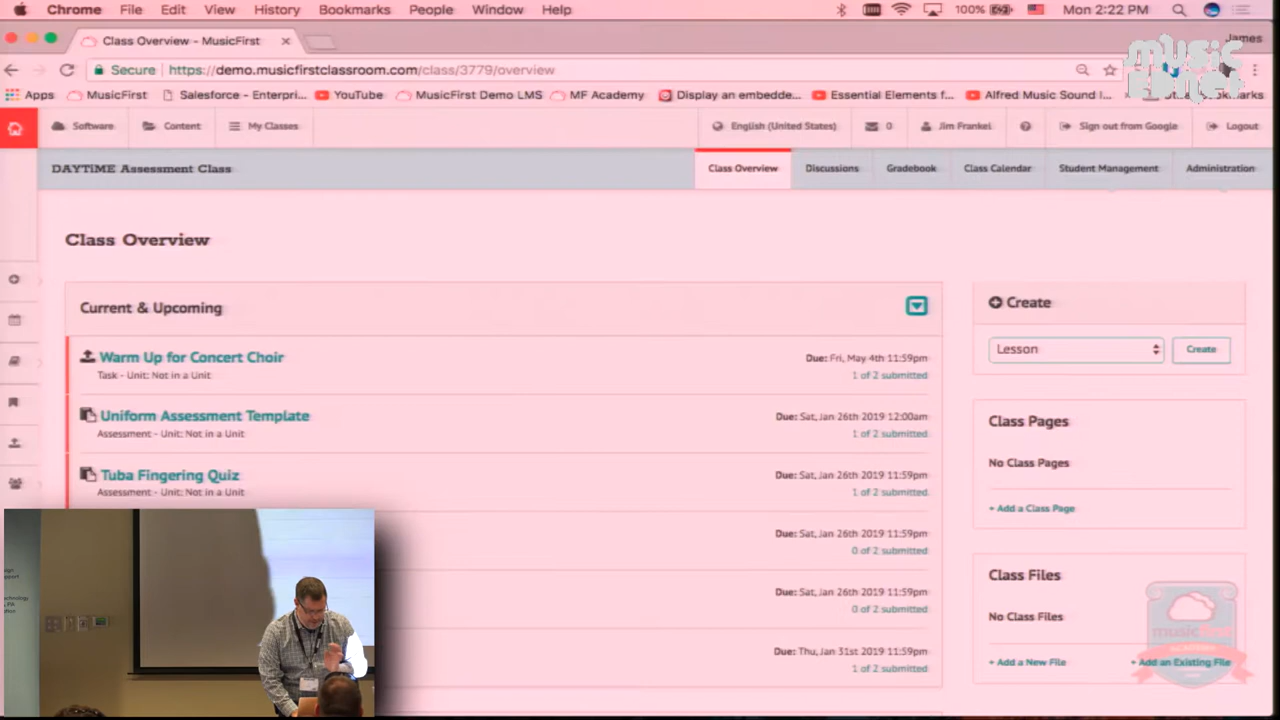 Chrome File Edit View History Bookmarks People Window Help 100% Mon 2:22 PM
Class Overview - MusicFirst James
Secure https://demo.musicfirstclassroom.com/class/3779/overview
Apps MusicFirst Salesforce - Enterpri... YouTube MusicFirst Demo LMS MF Academy Display an embedde... Essential Elements f... Alfred Music Sound I...
Software Content My Classes English (United States) 0 Jim Frankel Sign out from Google Logout
DAYTiME Assessment Class Class Overview Discussions Gradebook Class Calendar Student Management Administration
Class Overview
Current & Upcoming
Warm Up for Concert Choir Due: Fri, May 4th 11:59pm
Task - Unit: Not in a Unit 1 of 2 submitted
Uniform Assessment Template Due: Sat, Jan 26th 2019 12:00am
Assessment - Unit: Not in a Unit 1 of 2 submitted
Tuba Fingering Quiz Due: Sat, Jan 26th 2019 11:59pm
Assessment - Unit: Not in a Unit 1 of 2 submitted
Due: Sat, Jan 26th 2019 11:59pm
0 of 2 submitted
Due: Sat, Jan 26th 2019 11:59pm
0 of 2 submitted
Due: Thu, Jan 31st 2019 11:59pm
1 of 2 submitted
Create
Lesson Create
Class Pages
No Class Pages
+ Add a Class Page
Class Files
No Class Files
+ Add a New File + Add an Existing File